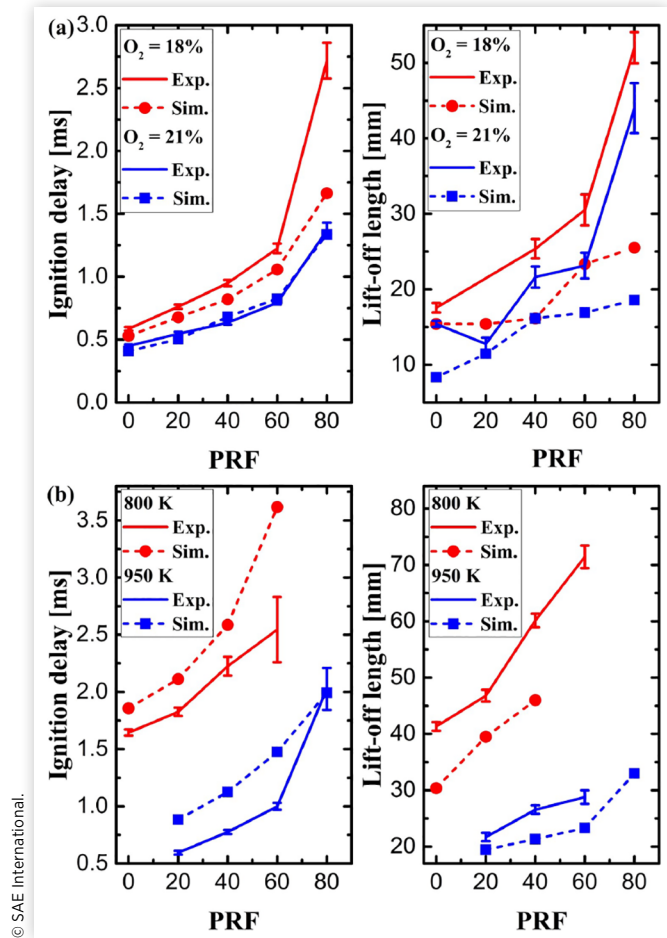 (a)
3.0
2.5
2.0
1.5
1.0
0.5
0.0
Ignition delay [ms]
O2 = 18%
Exp.
Sim.
O2 = 21%
Exp.
Sim.
0 20 40 60 80
PRF
50
40
30
20
10
Lift-off length [mm]
O2 = 18%
Exp.
Sim.
O2 = 21%
Exp.
Sim.
0 20 40 60 80
PRF
(b)
3.5
3.0
2.5
2.0
1.5
1.0
0.5
Ignition delay [ms]
800 K
Exp.
Sim.
950 K
Exp.
Sim.
0 20 40 60 80
PRF
80
70
60
50
40
30
20
Lift-off length [mm]
800 K
Exp.
Sim.
950 K
Exp.
Sim.
0 20 40 60 80
PRF
© SAE International.